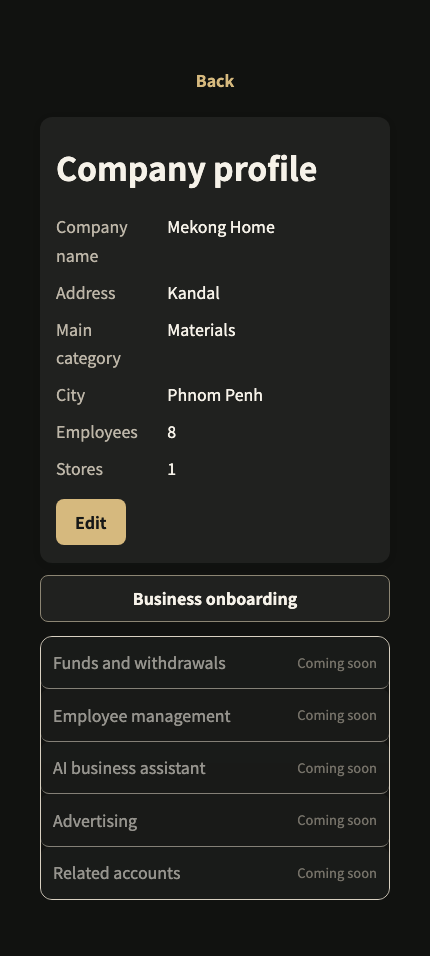 Back
Company profile
Company name Mekong Home
Address Kandal
Main category Materials
City Phnom Penh
Employees 8
Stores 1
Edit
Business onboarding
Funds and withdrawals Coming soon
Employee management Coming soon
AI business assistant Coming soon
Advertising Coming soon
Related accounts Coming soon